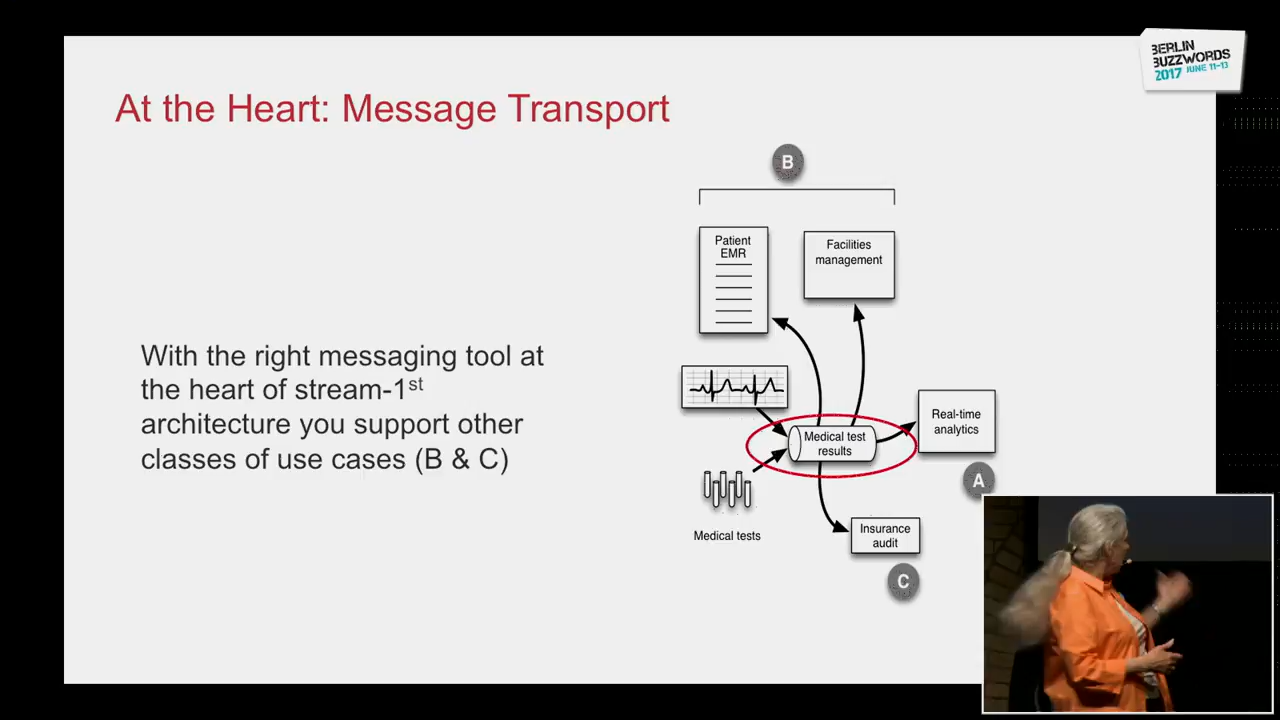 BERLIN
BUZZWORDS
2017 JUNE 11-13
At the Heart: Message Transport
B
Patient
EMR
Facilities
management
With the right messaging tool at
the heart of stream-1st
architecture you support other
classes of use cases (B & C)
Medical test
results
Real-time
analytics
A
Medical tests
Insurance
audit
C